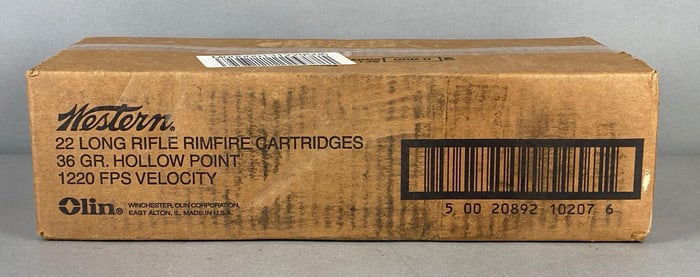 Western®
22 LONG RIFLE RIMFIRE CARTRIDGES
36 GR. HOLLOW POINT
1220 FPS VELOCITY
Olin® WINCHESTER, OLIN CORPORATION,
EAST ALTON, IL. MADE IN U.S.A.
5 00 20892 10207 6